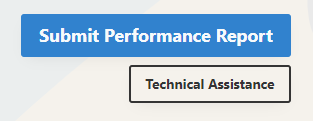 Submit Performance Report
Technical Assistance